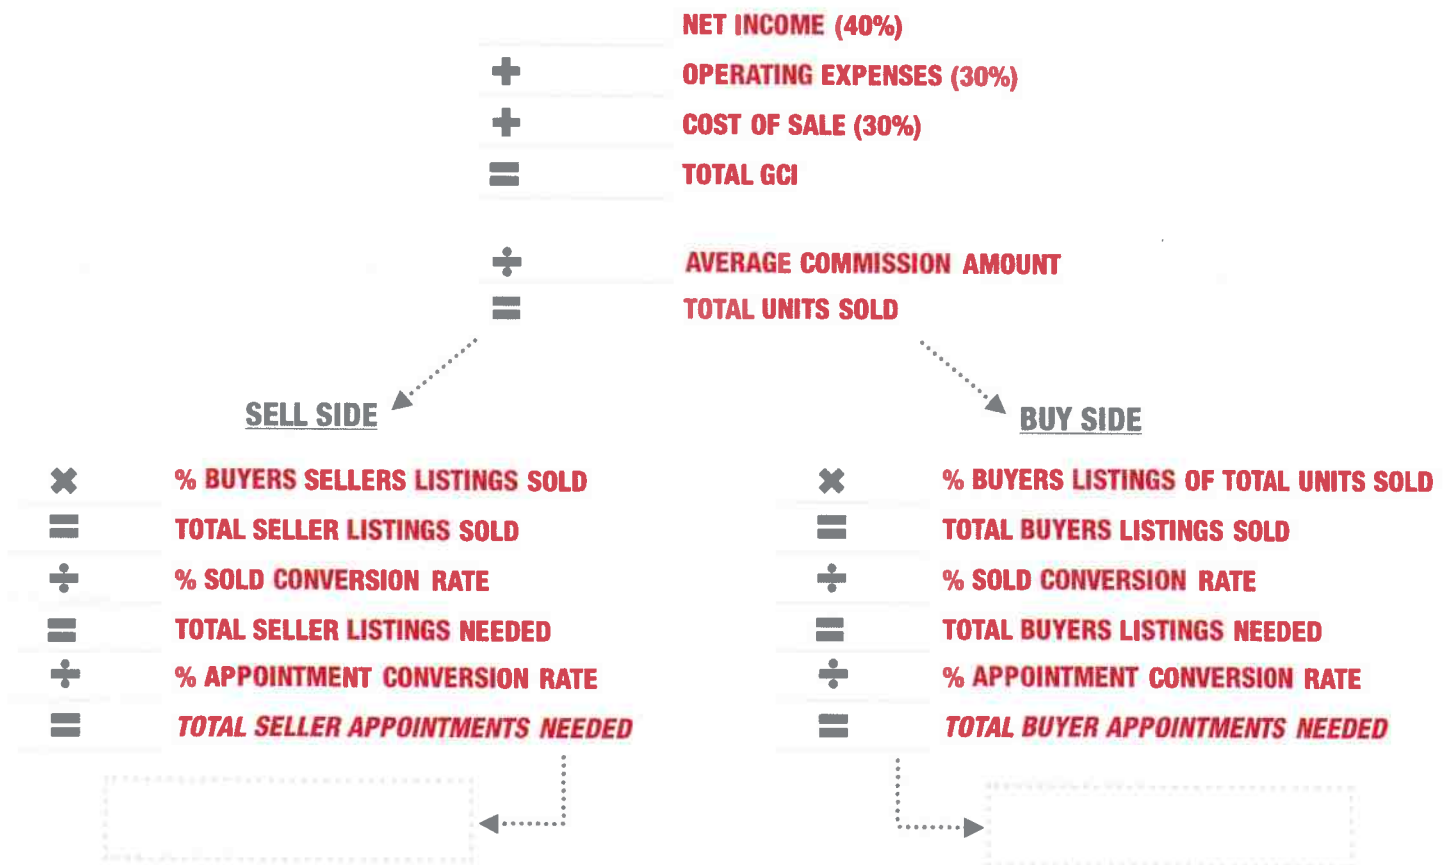 NET INCOME (40%)
+ OPERATING EXPENSES (30%)
+ COST OF SALE (30%)
= TOTAL GCI
÷ AVERAGE COMMISSION AMOUNT
= TOTAL UNITS SOLD
SELL SIDE
× % BUYERS SELLERS LISTINGS SOLD
= TOTAL SELLER LISTINGS SOLD
÷ % SOLD CONVERSION RATE
= TOTAL SELLER LISTINGS NEEDED
÷ % APPOINTMENT CONVERSION RATE
= TOTAL SELLER APPOINTMENTS NEEDED
BUY SIDE
× % BUYERS LISTINGS OF TOTAL UNITS SOLD
= TOTAL BUYERS LISTINGS SOLD
÷ % SOLD CONVERSION RATE
= TOTAL BUYERS LISTINGS NEEDED
÷ % APPOINTMENT CONVERSION RATE
= TOTAL BUYER APPOINTMENTS NEEDED